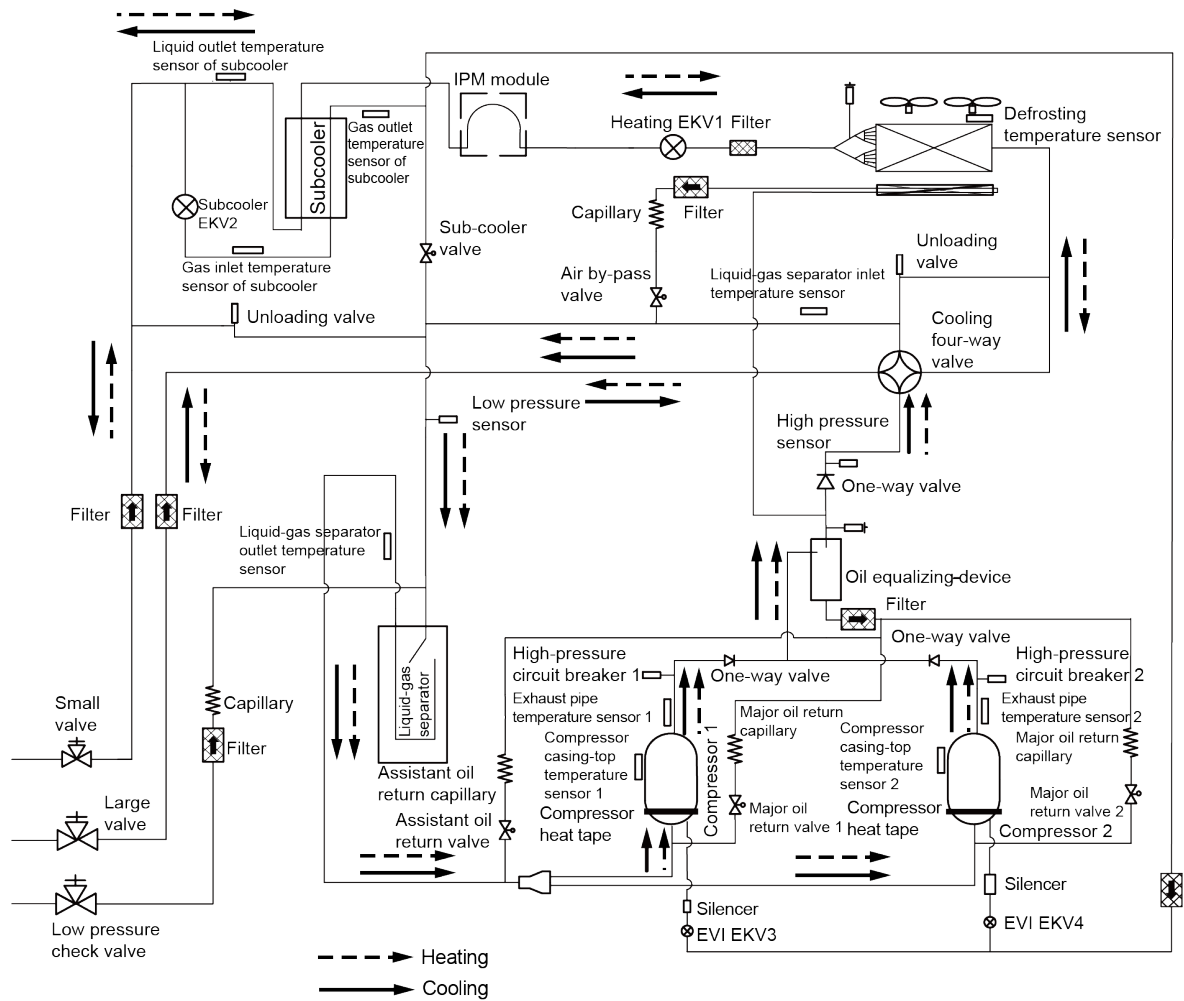 Liquid outlet temperature
sensor of subcooler
IPM module
Subcooler
Gas outlet
temperature
sensor of
subcooler
Heating EKV1
Filter
Defrosting
temperature sensor
Subcooler
EKV2
Gas inlet temperature
sensor of subcooler
Sub-cooler
valve
Capillary
Filter
Air by-pass
valve
Liquid-gas separator inlet
temperature sensor
Unloading
valve
Unloading valve
Cooling
four-way
valve
Low pressure
sensor
High pressure
sensor
One-way valve
Filter
Filter
Liquid-gas separator
outlet temperature
sensor
Oil equalizing-device
Filter
One-way valve
High-pressure
circuit breaker 1
One-way valve
High-pressure
circuit breaker 2
Liquid-gas
separator
Small
valve
Capillary
Filter
Exhaust pipe
temperature sensor 1
Compressor
casing-top
temperature
sensor 1
Compressor
heat tape
Compressor 1
Major oil return
capillary
Major oil
return valve 1
Compressor
casing-top
temperature
sensor 2
Compressor
heat tape
Exhaust pipe
temperature sensor 2
Major oil return
capillary
Major oil
return valve 2
Compressor 2
Assistant oil
return capillary
Assistant oil
return valve
Large
valve
Low pressure
check valve
Silencer
EVI EKV3
Silencer
EVI EKV4
Heating
Cooling